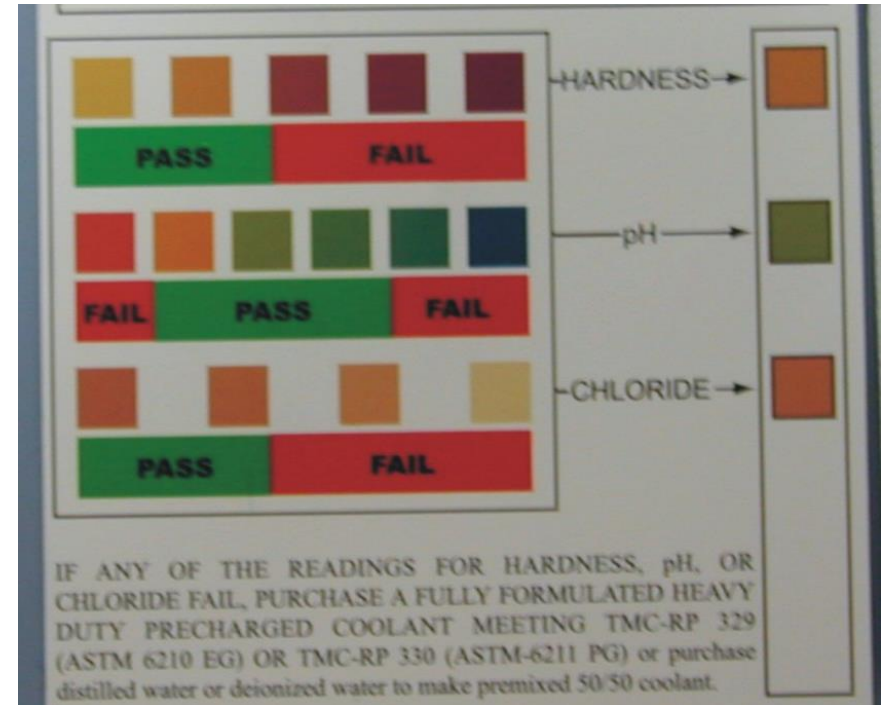 HARDNESS
PASS FAIL
pH
FAIL PASS FAIL
CHLORIDE
PASS FAIL
IF ANY OF THE READINGS FOR HARDNESS, pH, OR
CHLORIDE FAIL, PURCHASE A FULLY FORMULATED HEAVY
DUTY PRECHARGED COOLANT MEETING TMC-RP 329
(ASTM 6210 EG) OR TMC-RP 330 (ASTM-6211 PG) or purchase
distilled water or deionized water to make premixed 50/50 coolant.